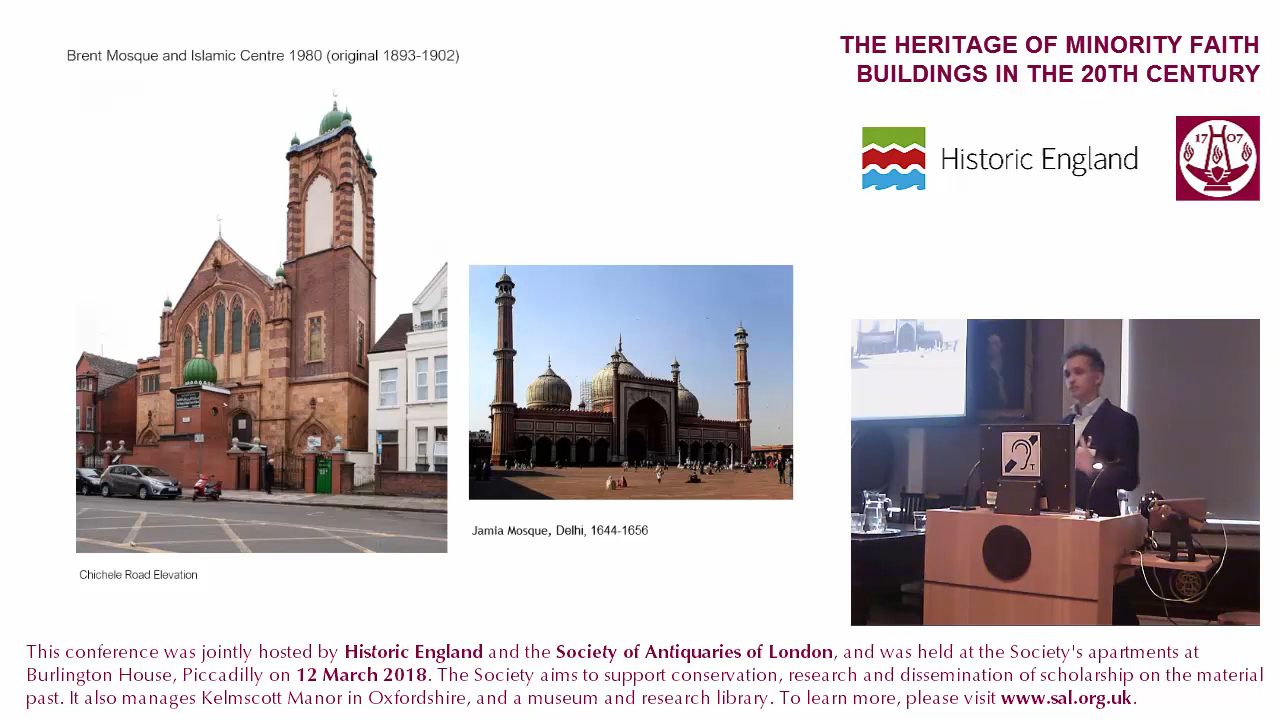 Brent Mosque and Islamic Centre 1980 (original 1893-1902)
THE HERITAGE OF MINORITY FAITH
BUILDINGS IN THE 20TH CENTURY
Historic England
17 07
Jamia Mosque, Delhi, 1644-1656
Chichele Road Elevation
T
This conference was jointly hosted by Historic England and the Society of Antiquaries of London, and was held at the Society's apartments at
Burlington House, Piccadilly on 12 March 2018. The Society aims to support conservation, research and dissemination of scholarship on the material
past. It also manages Kelmscott Manor in Oxfordshire, and a museum and research library. To learn more, please visit www.sal.org.uk.